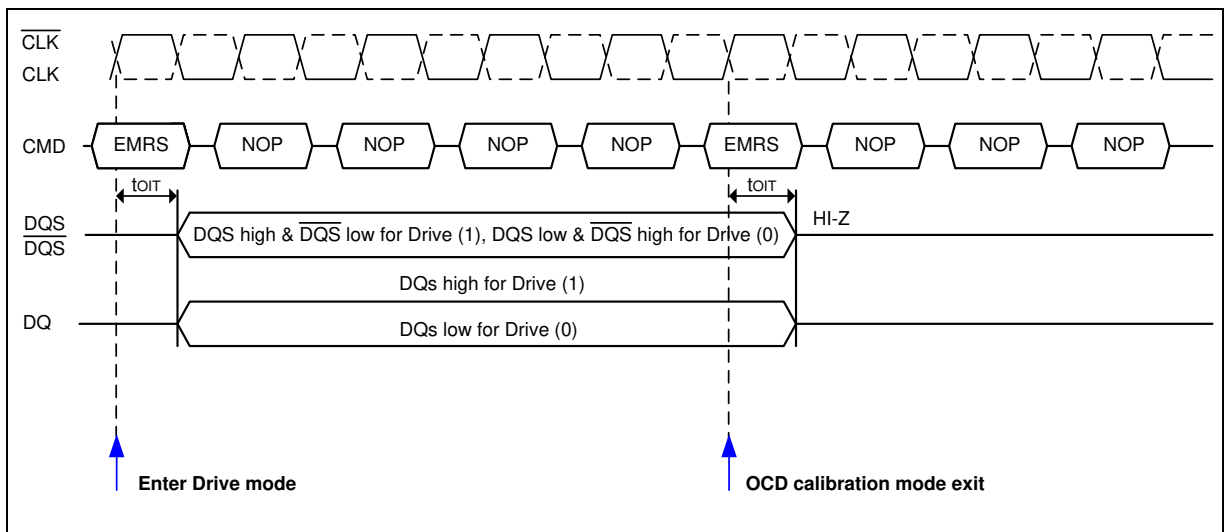 CLK
CLK
CMD EMRS NOP NOP NOP NOP EMRS NOP NOP NOP
tOIT tOIT
DQS
DQS
DQS high & DQS low for Drive (1), DQS low & DQS high for Drive (0)
HI-Z
DQs high for Drive (1)
DQ
DQs low for Drive (0)
Enter Drive mode
OCD calibration mode exit